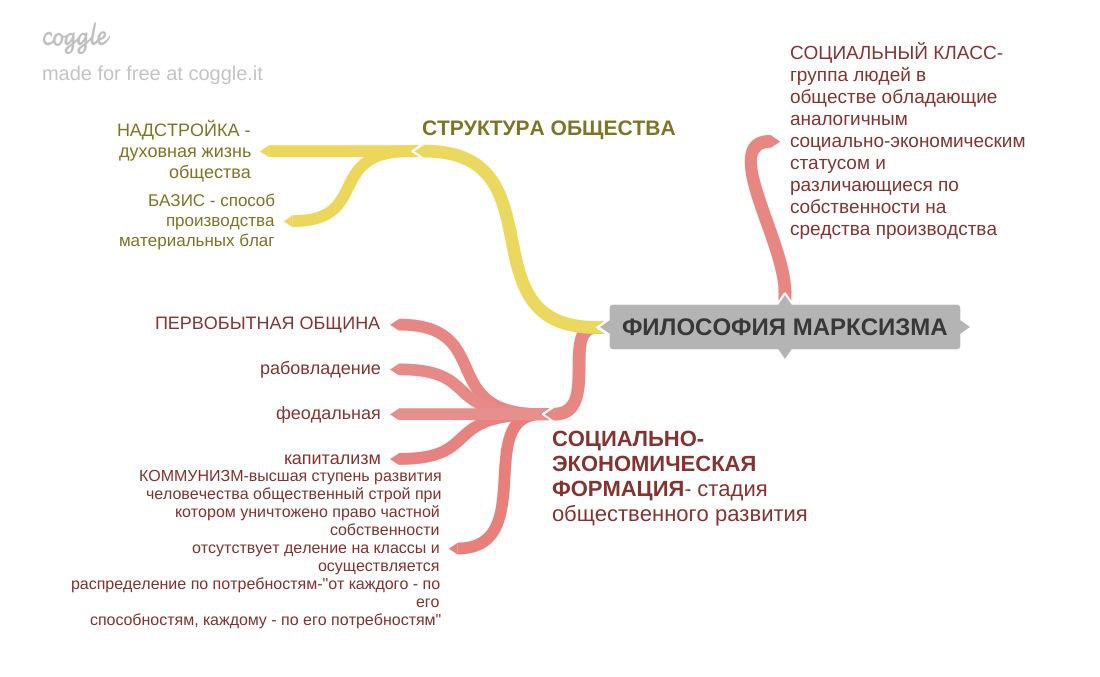 coggle
made for free at coggle.it
СОЦИАЛЬНЫЙ КЛАСС-
группа людей в
обществе обладающие
аналогичным
социально-экономическим
статусом и
различающиеся по
собственности на
средства производства
СТРУКТУРА ОБЩЕСТВА
НАДСТРОЙКА -
духовная жизнь
общества
БАЗИС - способ
производства
материальных благ
ФИЛОСОФИЯ МАРКСИЗМА
ПЕРВОБЫТНАЯ ОБЩИНА
рабовладение
феодальная
капитализм
КОММУНИЗМ-высшая ступень развития
человечества общественный строй при
котором уничтожено право частной
собственности
отсутствует деление на классы и
осуществляется
распределение по потребностям-"от каждого - по
его
способностям, каждому - по его потребностям"
СОЦИАЛЬНО-
ЭКОНОМИЧЕСКАЯ
ФОРМАЦИЯ- стадия
общественного развития